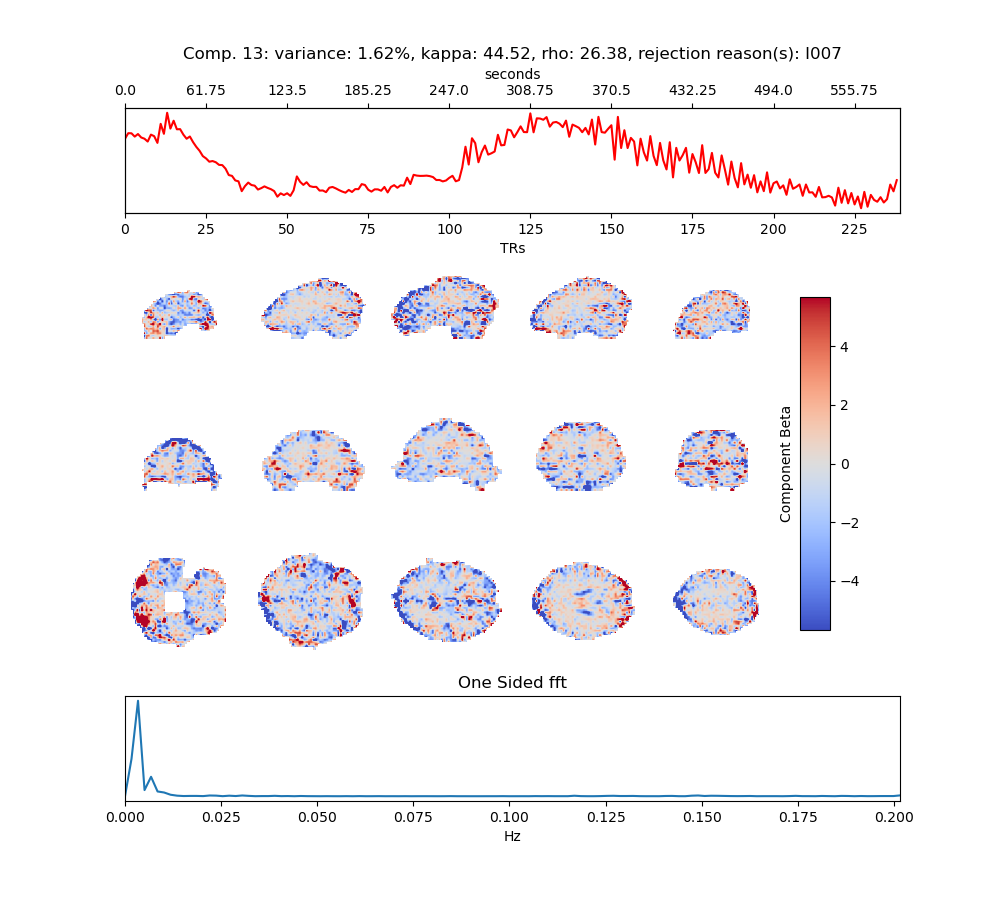 Comp. 13: variance: 1.62%, kappa: 44.52, rho: 26.38, rejection reason(s): I007
seconds
0.0 61.75 123.5 185.25 247.0 308.75 370.5 432.25 494.0 555.75
0 25 50 75 100 125 150 175 200 225
TRs
4
2
0
−2
−4
Component Beta
One Sided fft
0.000 0.025 0.050 0.075 0.100 0.125 0.150 0.175 0.200
Hz